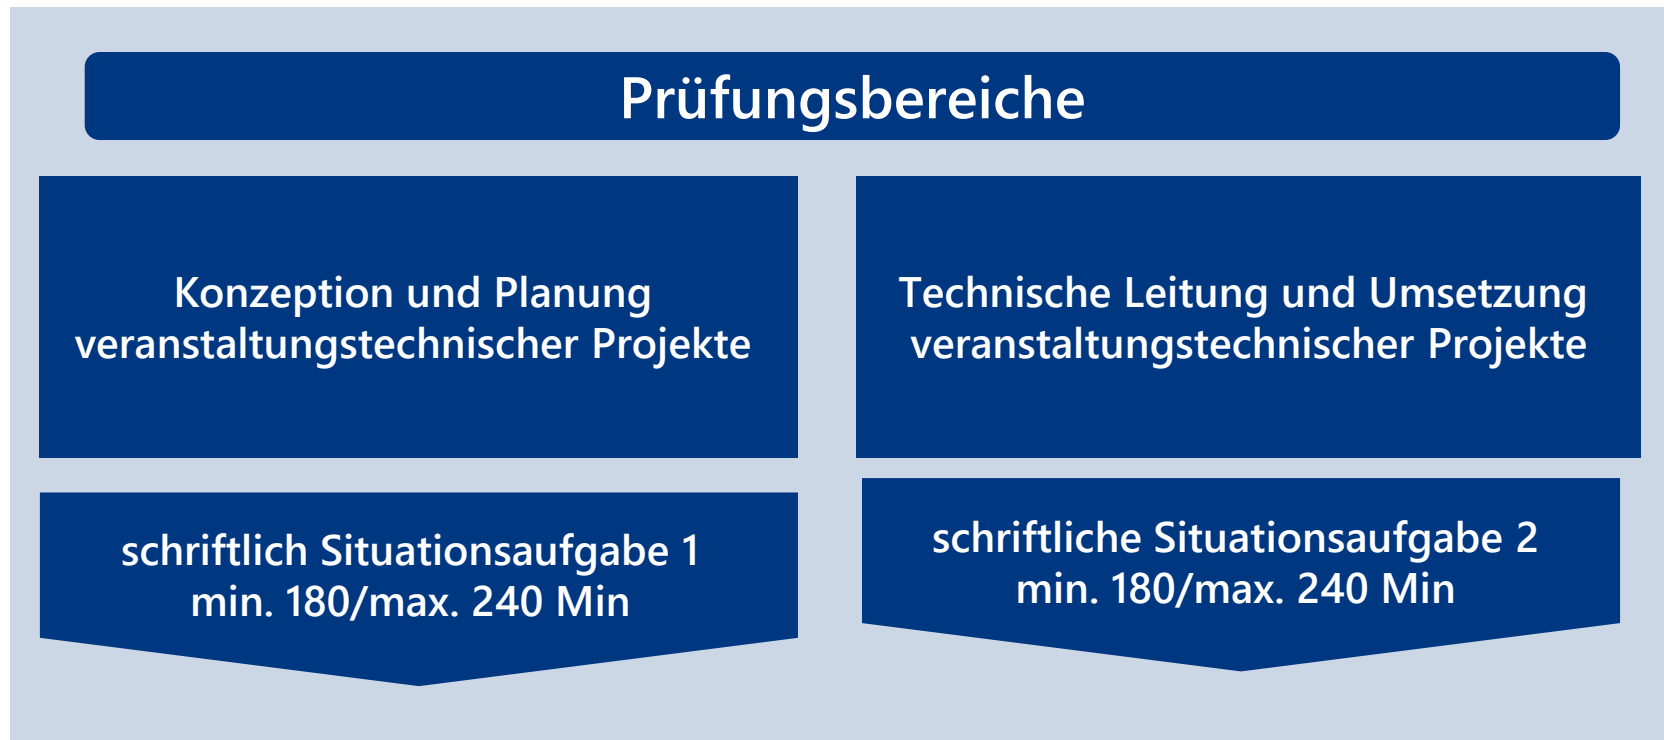 Prüfungsbereiche
Konzeption und Planung
veranstaltungstechnischer Projekte
Technische Leitung und Umsetzung
veranstaltungstechnischer Projekte
schriftlich Situationsaufgabe 1
min. 180/max. 240 Min
schriftliche Situationsaufgabe 2
min. 180/max. 240 Min